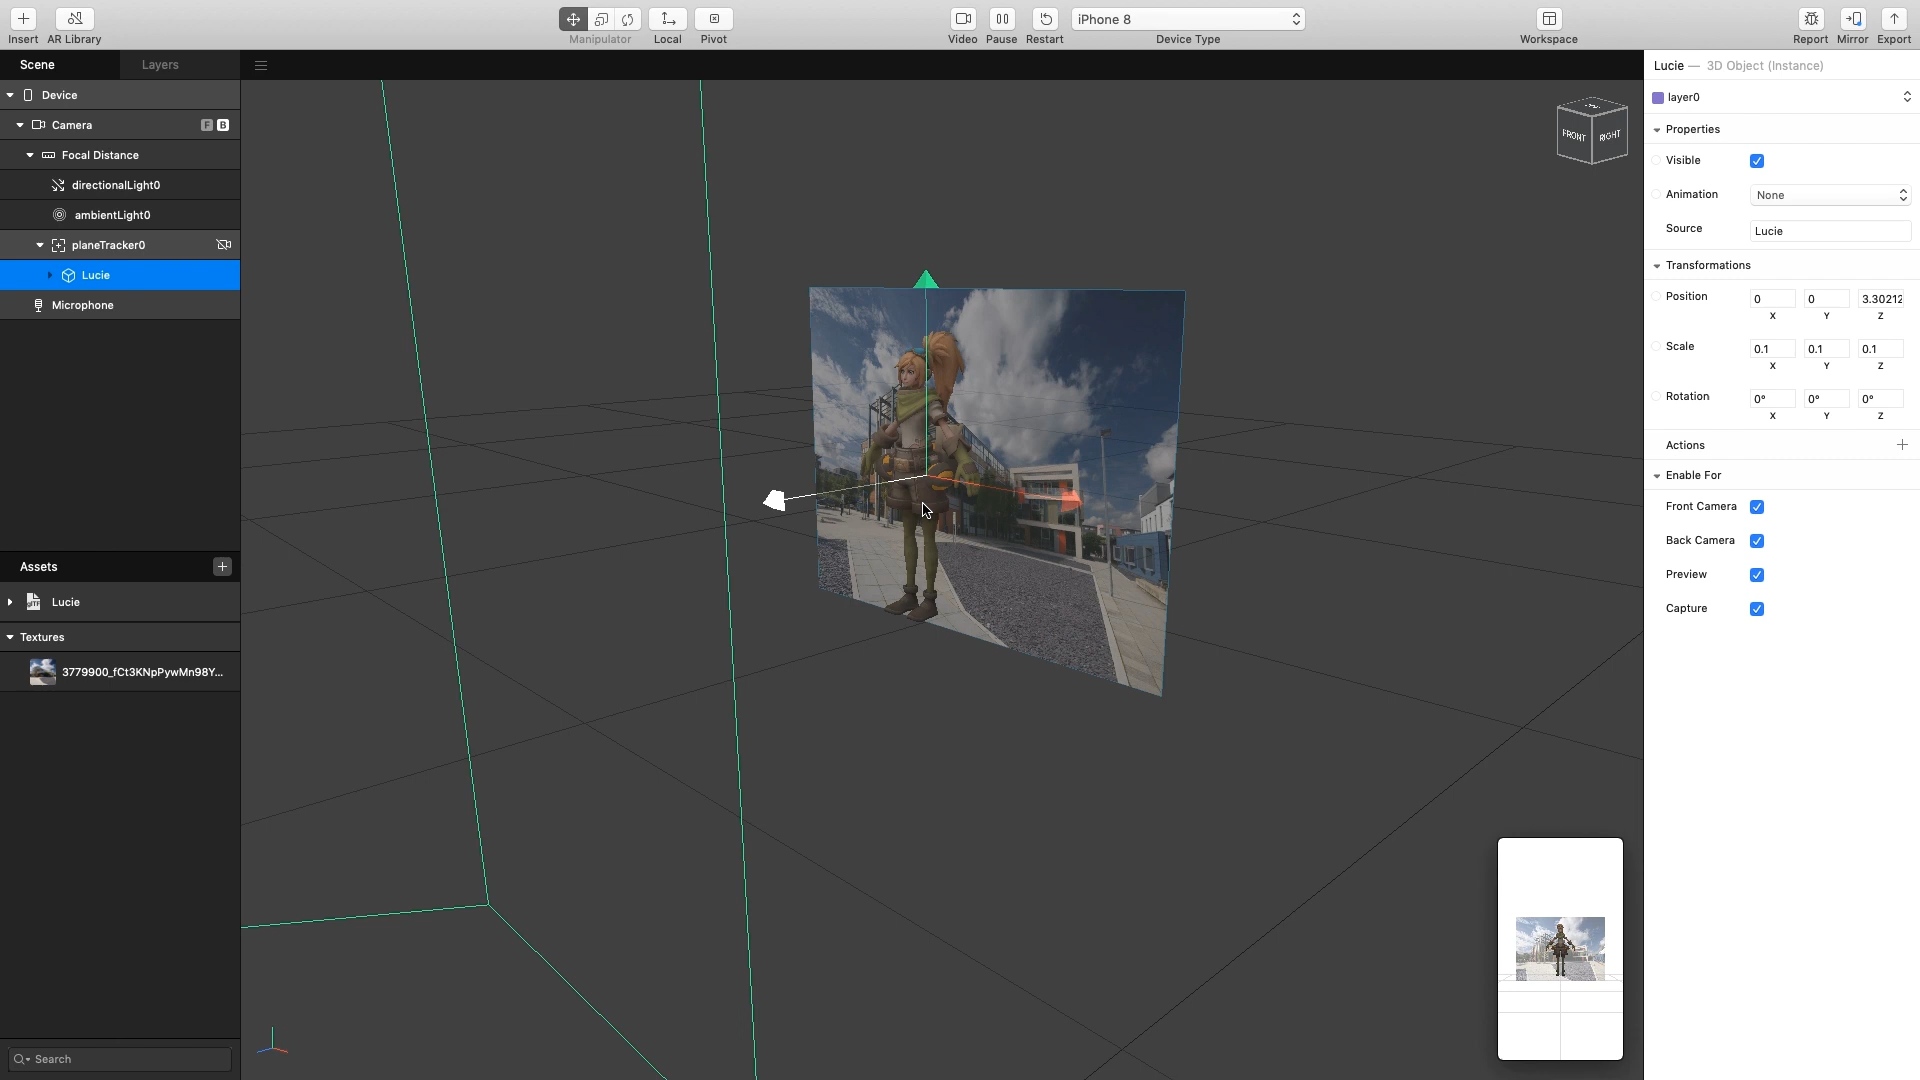 Insert
AR Library
Manipulator
Local
Pivot
Video
Pause
Restart
iPhone 8
Device Type
Workspace
Report
Mirror
Export
Scene
Layers
Device
Camera
F
B
Focal Distance
directionalLight0
ambientLight0
planeTracker0
Lucie
Microphone
Assets
glTF
Lucie
Textures
3779900_fCt3KNpPywMn98Y...
Search
FRONT
RIGHT
Lucie — 3D Object (Instance)
layer0
Properties
Visible
Animation
None
Source
Lucie
Transformations
Position
0
0
3.30212
X
Y
Z
Scale
0.1
0.1
0.1
X
Y
Z
Rotation
0°
0°
0°
X
Y
Z
Actions
Enable For
Front Camera
Back Camera
Preview
Capture